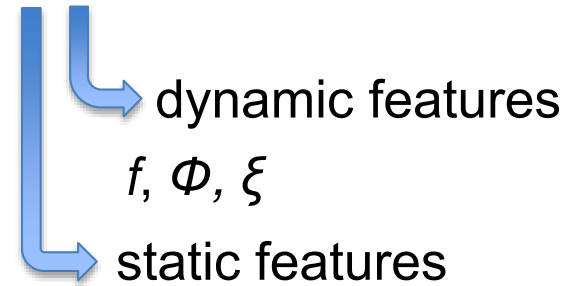 dynamic features
f, Φ, ξ
static features